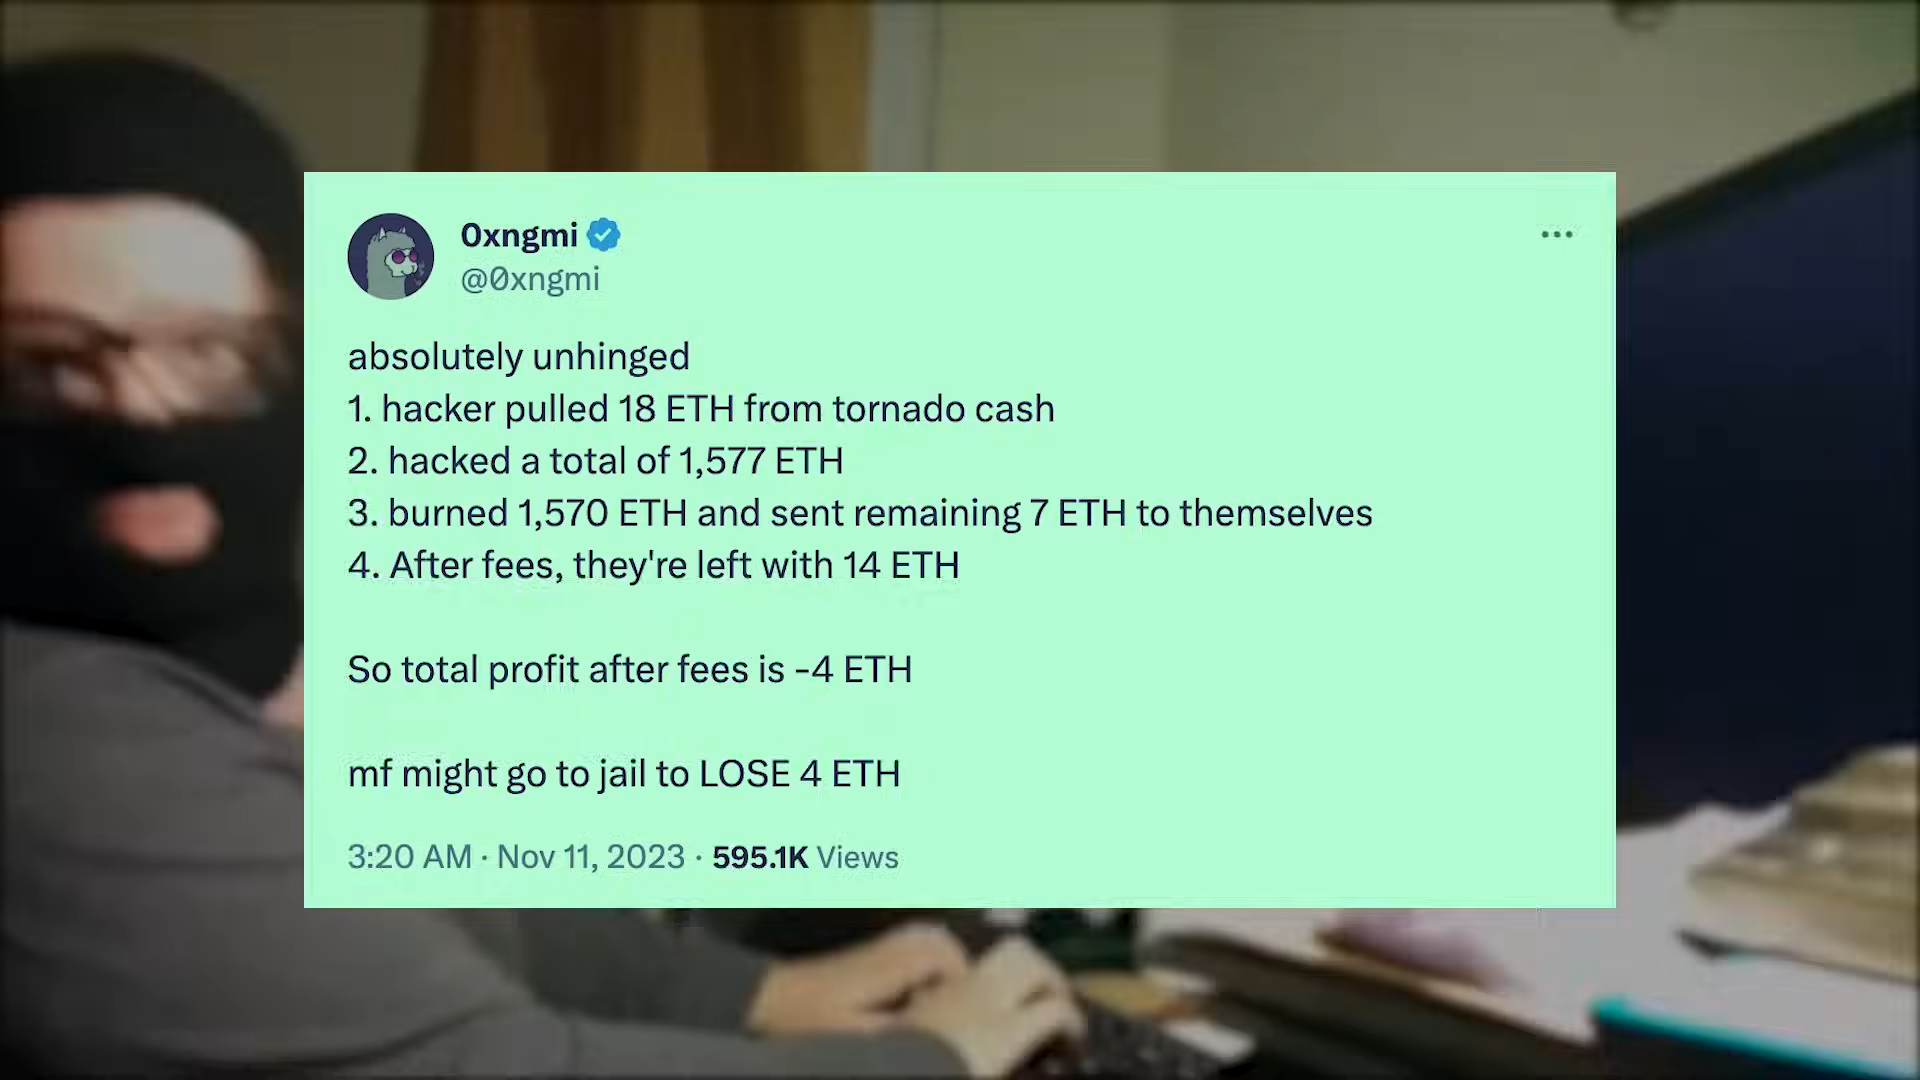 0xngmi
@0xngmi
absolutely unhinged
1. hacker pulled 18 ETH from tornado cash
2. hacked a total of 1,577 ETH
3. burned 1,570 ETH and sent remaining 7 ETH to themselves
4. After fees, they're left with 14 ETH
So total profit after fees is -4 ETH
mf might go to jail to LOSE 4 ETH
3:20 AM · Nov 11, 2023 · 595.1K Views